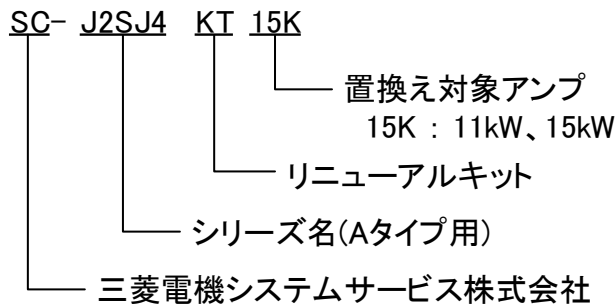 SC- J2SJ4 KT 15K
置換え対象アンプ
15K : 11kW、15kW
リニューアルキット
シリーズ名(Aタイプ用)
三菱電機システムサービス株式会社